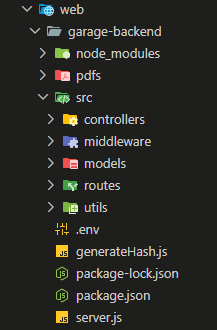 web
garage-backend
node_modules
pdfs
src
controllers
middleware
models
routes
utils
.env
generateHash.js
package-lock.json
package.json
server.js